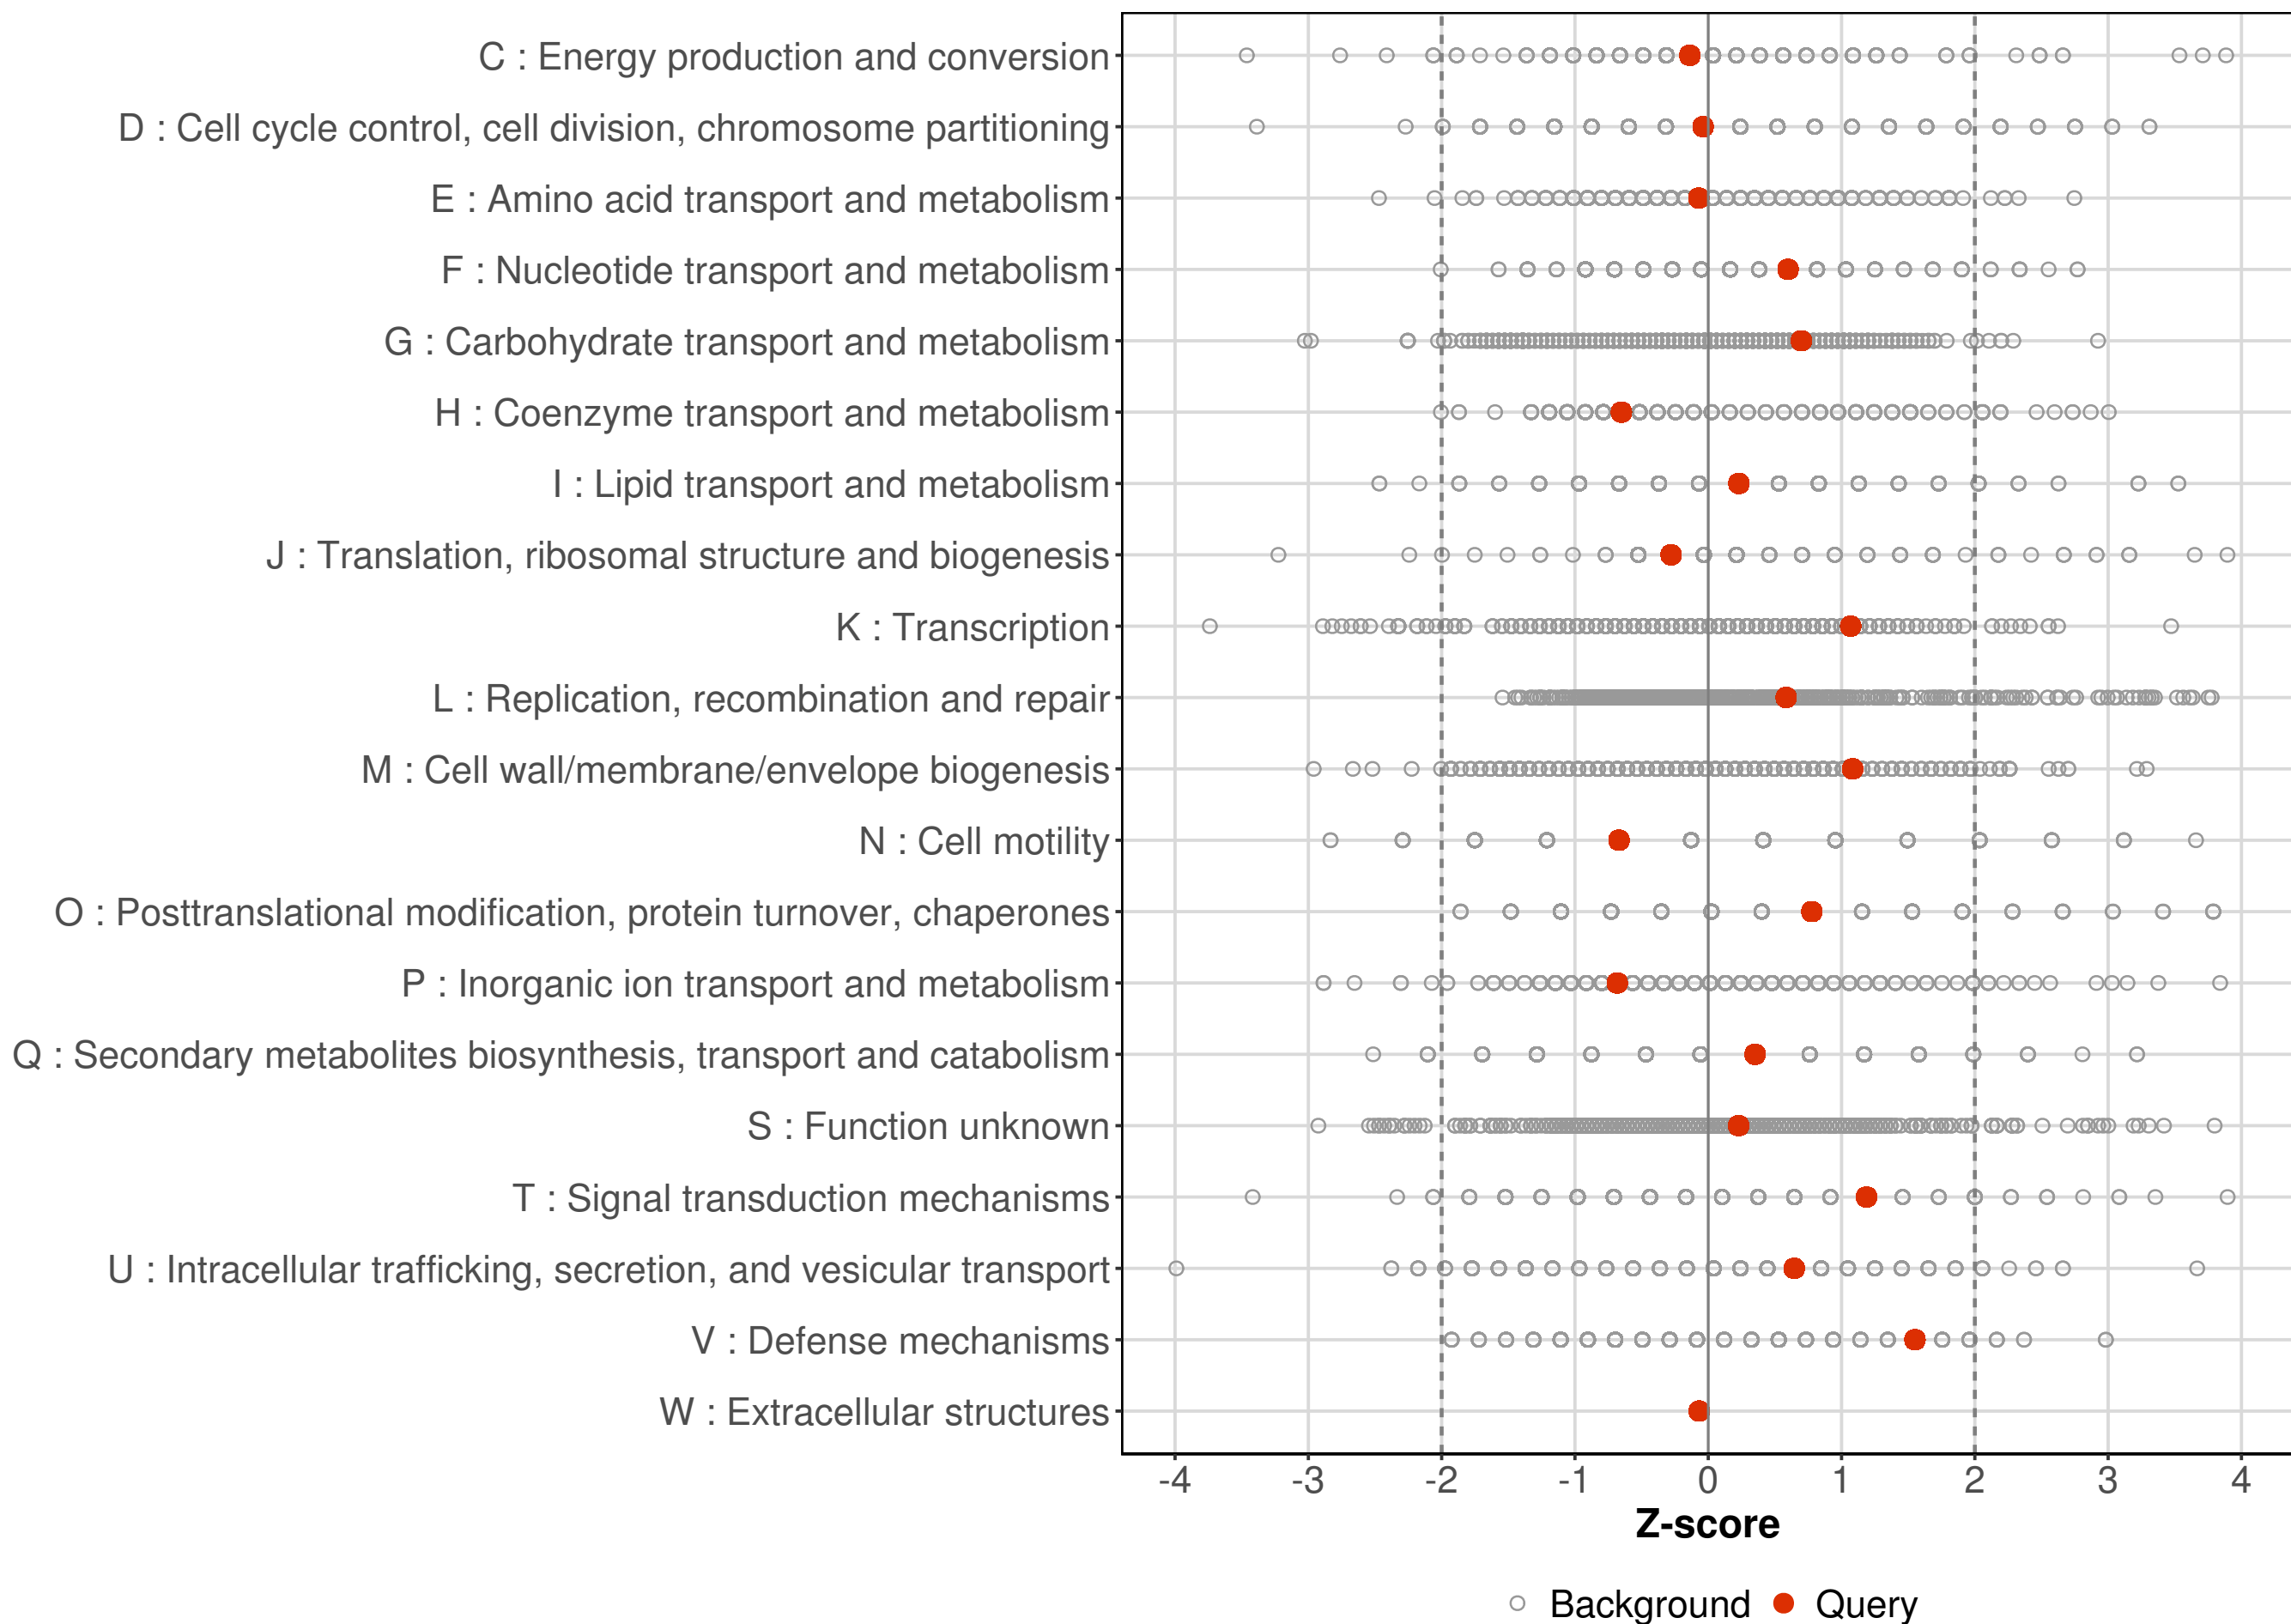 C : Energy production and conversion
D : Cell cycle control, cell division, chromosome partitioning
E : Amino acid transport and metabolism
F : Nucleotide transport and metabolism
G : Carbohydrate transport and metabolism
H : Coenzyme transport and metabolism
I : Lipid transport and metabolism
J : Translation, ribosomal structure and biogenesis
K : Transcription
L : Replication, recombination and repair
M : Cell wall/membrane/envelope biogenesis
N : Cell motility
O : Posttranslational modification, protein turnover, chaperones
P : Inorganic ion transport and metabolism
Q : Secondary metabolites biosynthesis, transport and catabolism
S : Function unknown
T : Signal transduction mechanisms
U : Intracellular trafficking, secretion, and vesicular transport
V : Defense mechanisms
W : Extracellular structures
-4 -3 -2 -1 0 1 2 3 4
Z-score
Background Query